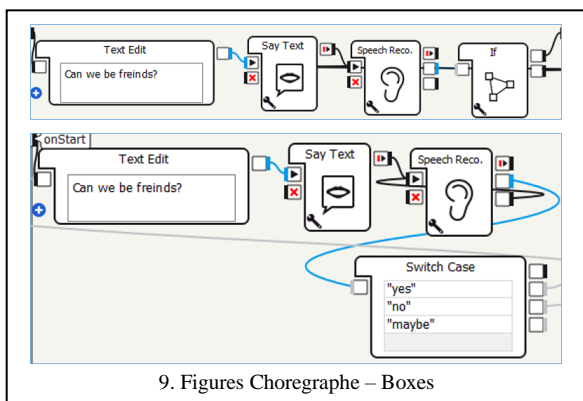 Text Edit
Say Text
Speech Reco.
If
Can we be freinds?
onStart
Text Edit
Say Text
Speech Reco.
Can we be freinds?
Switch Case
"yes"
"no"
"maybe"
9. Figures Choregraphe – Boxes